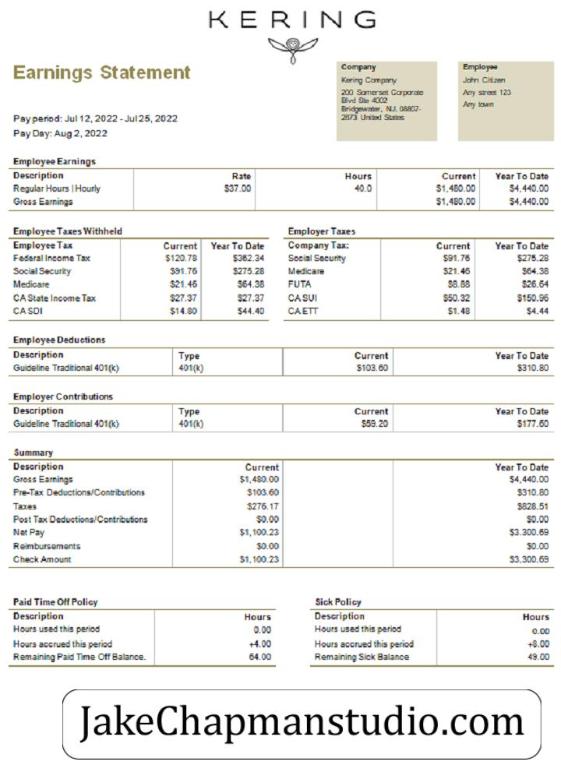 KERING
Earnings Statement
Company
Kering Company
200 Somerset Corporate
Blvd Ste 4002
Bridgewater, NJ, 08807-
2873 United States
Employee
John Citizen
Any street 123
Any town
Pay period: Jul 12, 2022 - Jul 25, 2022
Pay Day: Aug 2, 2022
Employee Earnings
Description Rate Hours Current Year To Date
Regular Hours | Hourly $37.00 40.0 $1,480.00 $4,440.00
Gross Earnings $1,480.00 $4,440.00
Employee Taxes Withheld
Employee Tax Current Year To Date
Federal Income Tax $120.78 $362.34
Social Security $91.76 $275.28
Medicare $21.46 $64.38
CA State Income Tax $27.37 $27.37
CA SDI $14.80 $44.40
Employer Taxes
Company Tax: Current Year To Date
Social Security $91.76 $275.28
Medicare $21.46 $64.38
FUTA $8.88 $26.64
CA SUI $50.32 $150.96
CA ETT $1.48 $4.44
Employee Deductions
Description Type Current Year To Date
Guideline Traditional 401(k) 401(k) $103.60 $310.80
Employer Contributions
Description Type Current Year To Date
Guideline Traditional 401(k) 401(k) $59.20 $177.60
Summary
Description Current Year To Date
Gross Earnings $1,480.00 $4,440.00
Pre-Tax Deductions/Contributions $103.60 $310.80
Taxes $276.17 $828.51
Post Tax Deductions/Contributions $0.00 $0.00
Net Pay $1,100.23 $3.300.69
Reimbursements $0.00 $0.00
Check Amount $1,100.23 $3,300.69
Paid Time Off Policy
Description Hours
Hours used this period 0.00
Hours accrued this period +4.00
Remaining Paid Time Off Balance. 64.00
Sick Policy
Description Hours
Hours used this period 0.00
Hours accrued this period +8.00
Remaining Sick Balance 49.00
JakeChapmanstudio.com